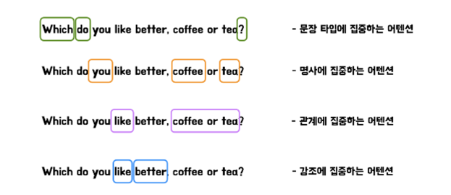 Which do you like better, coffee or tea? - 문장 타입에 집중하는 어텐션
Which do you like better, coffee or tea? - 명사에 집중하는 어텐션
Which do you like better, coffee or tea? - 관계에 집중하는 어텐션
Which do you like better, coffee or tea? - 강조에 집중하는 어텐션